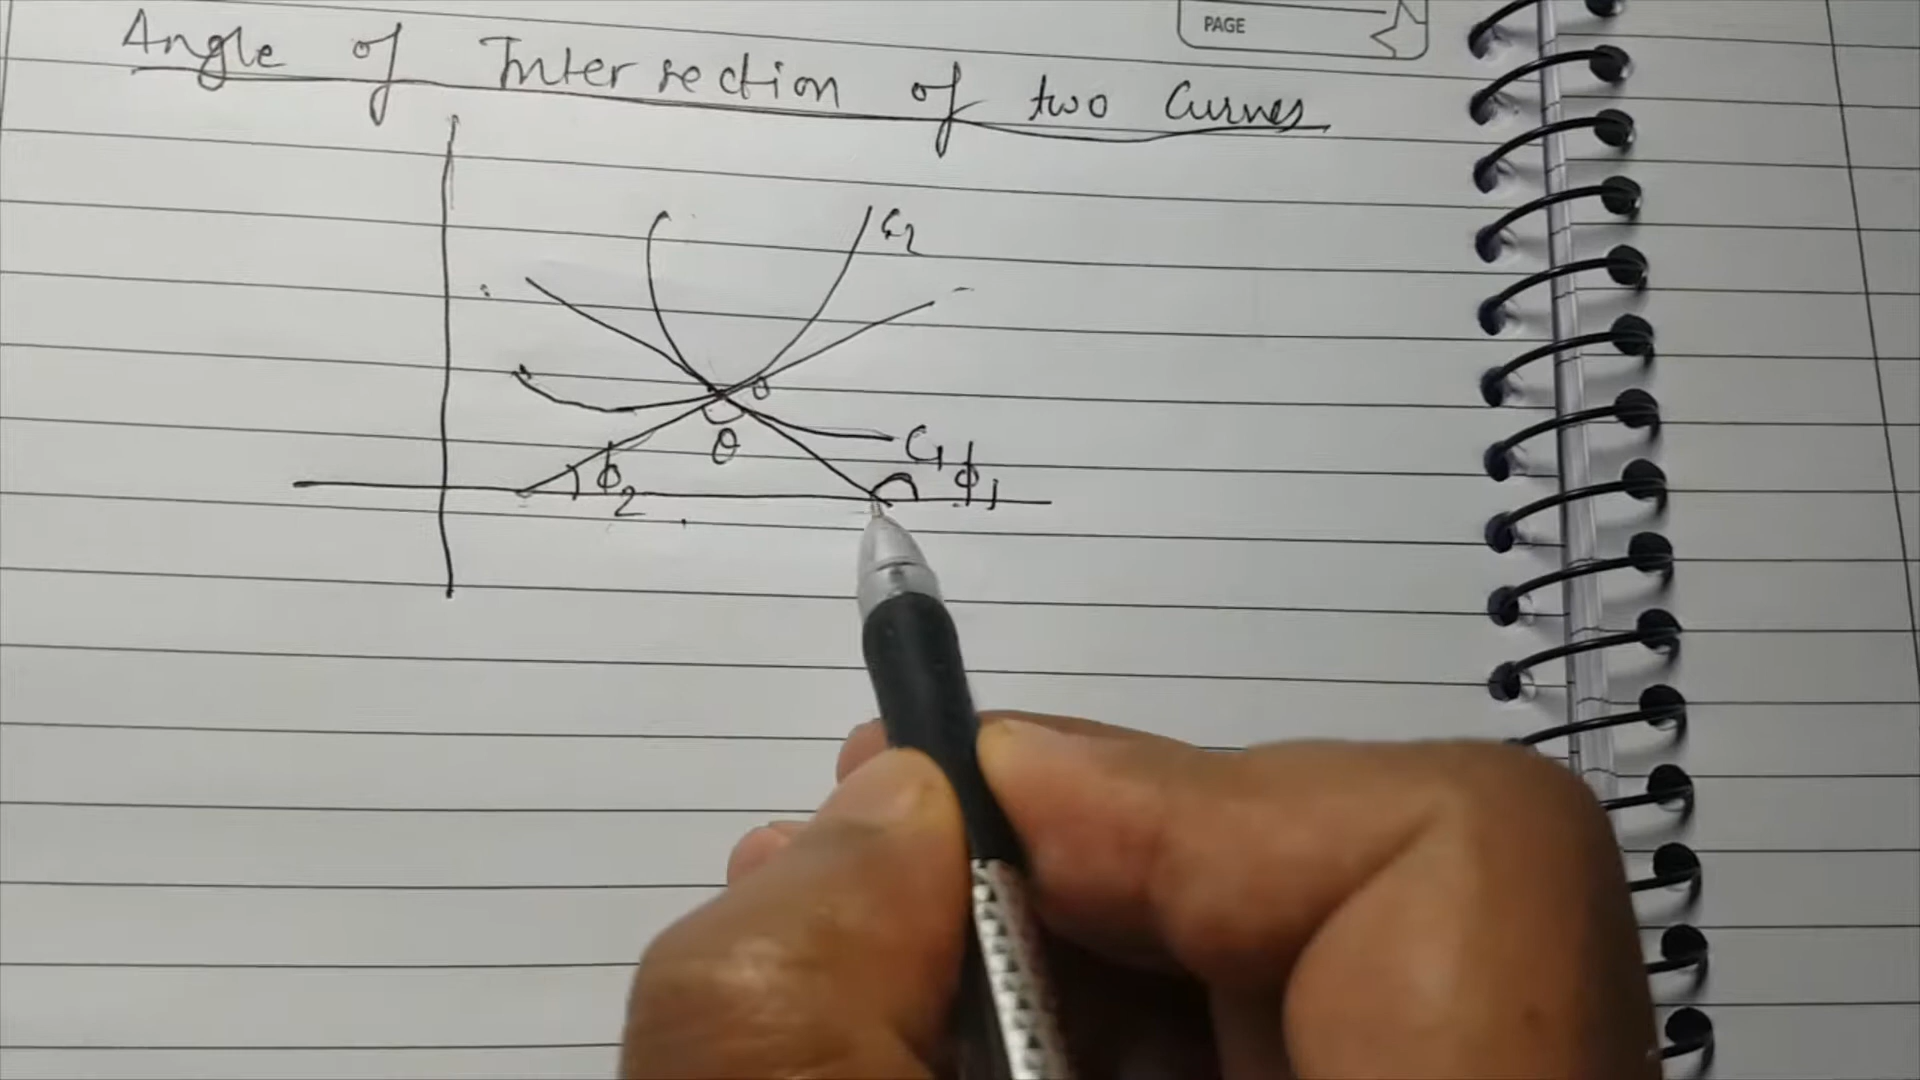 PAGE
Angle of Intersection of two Curves
C2
θ
C1
ϕ2
ϕ1